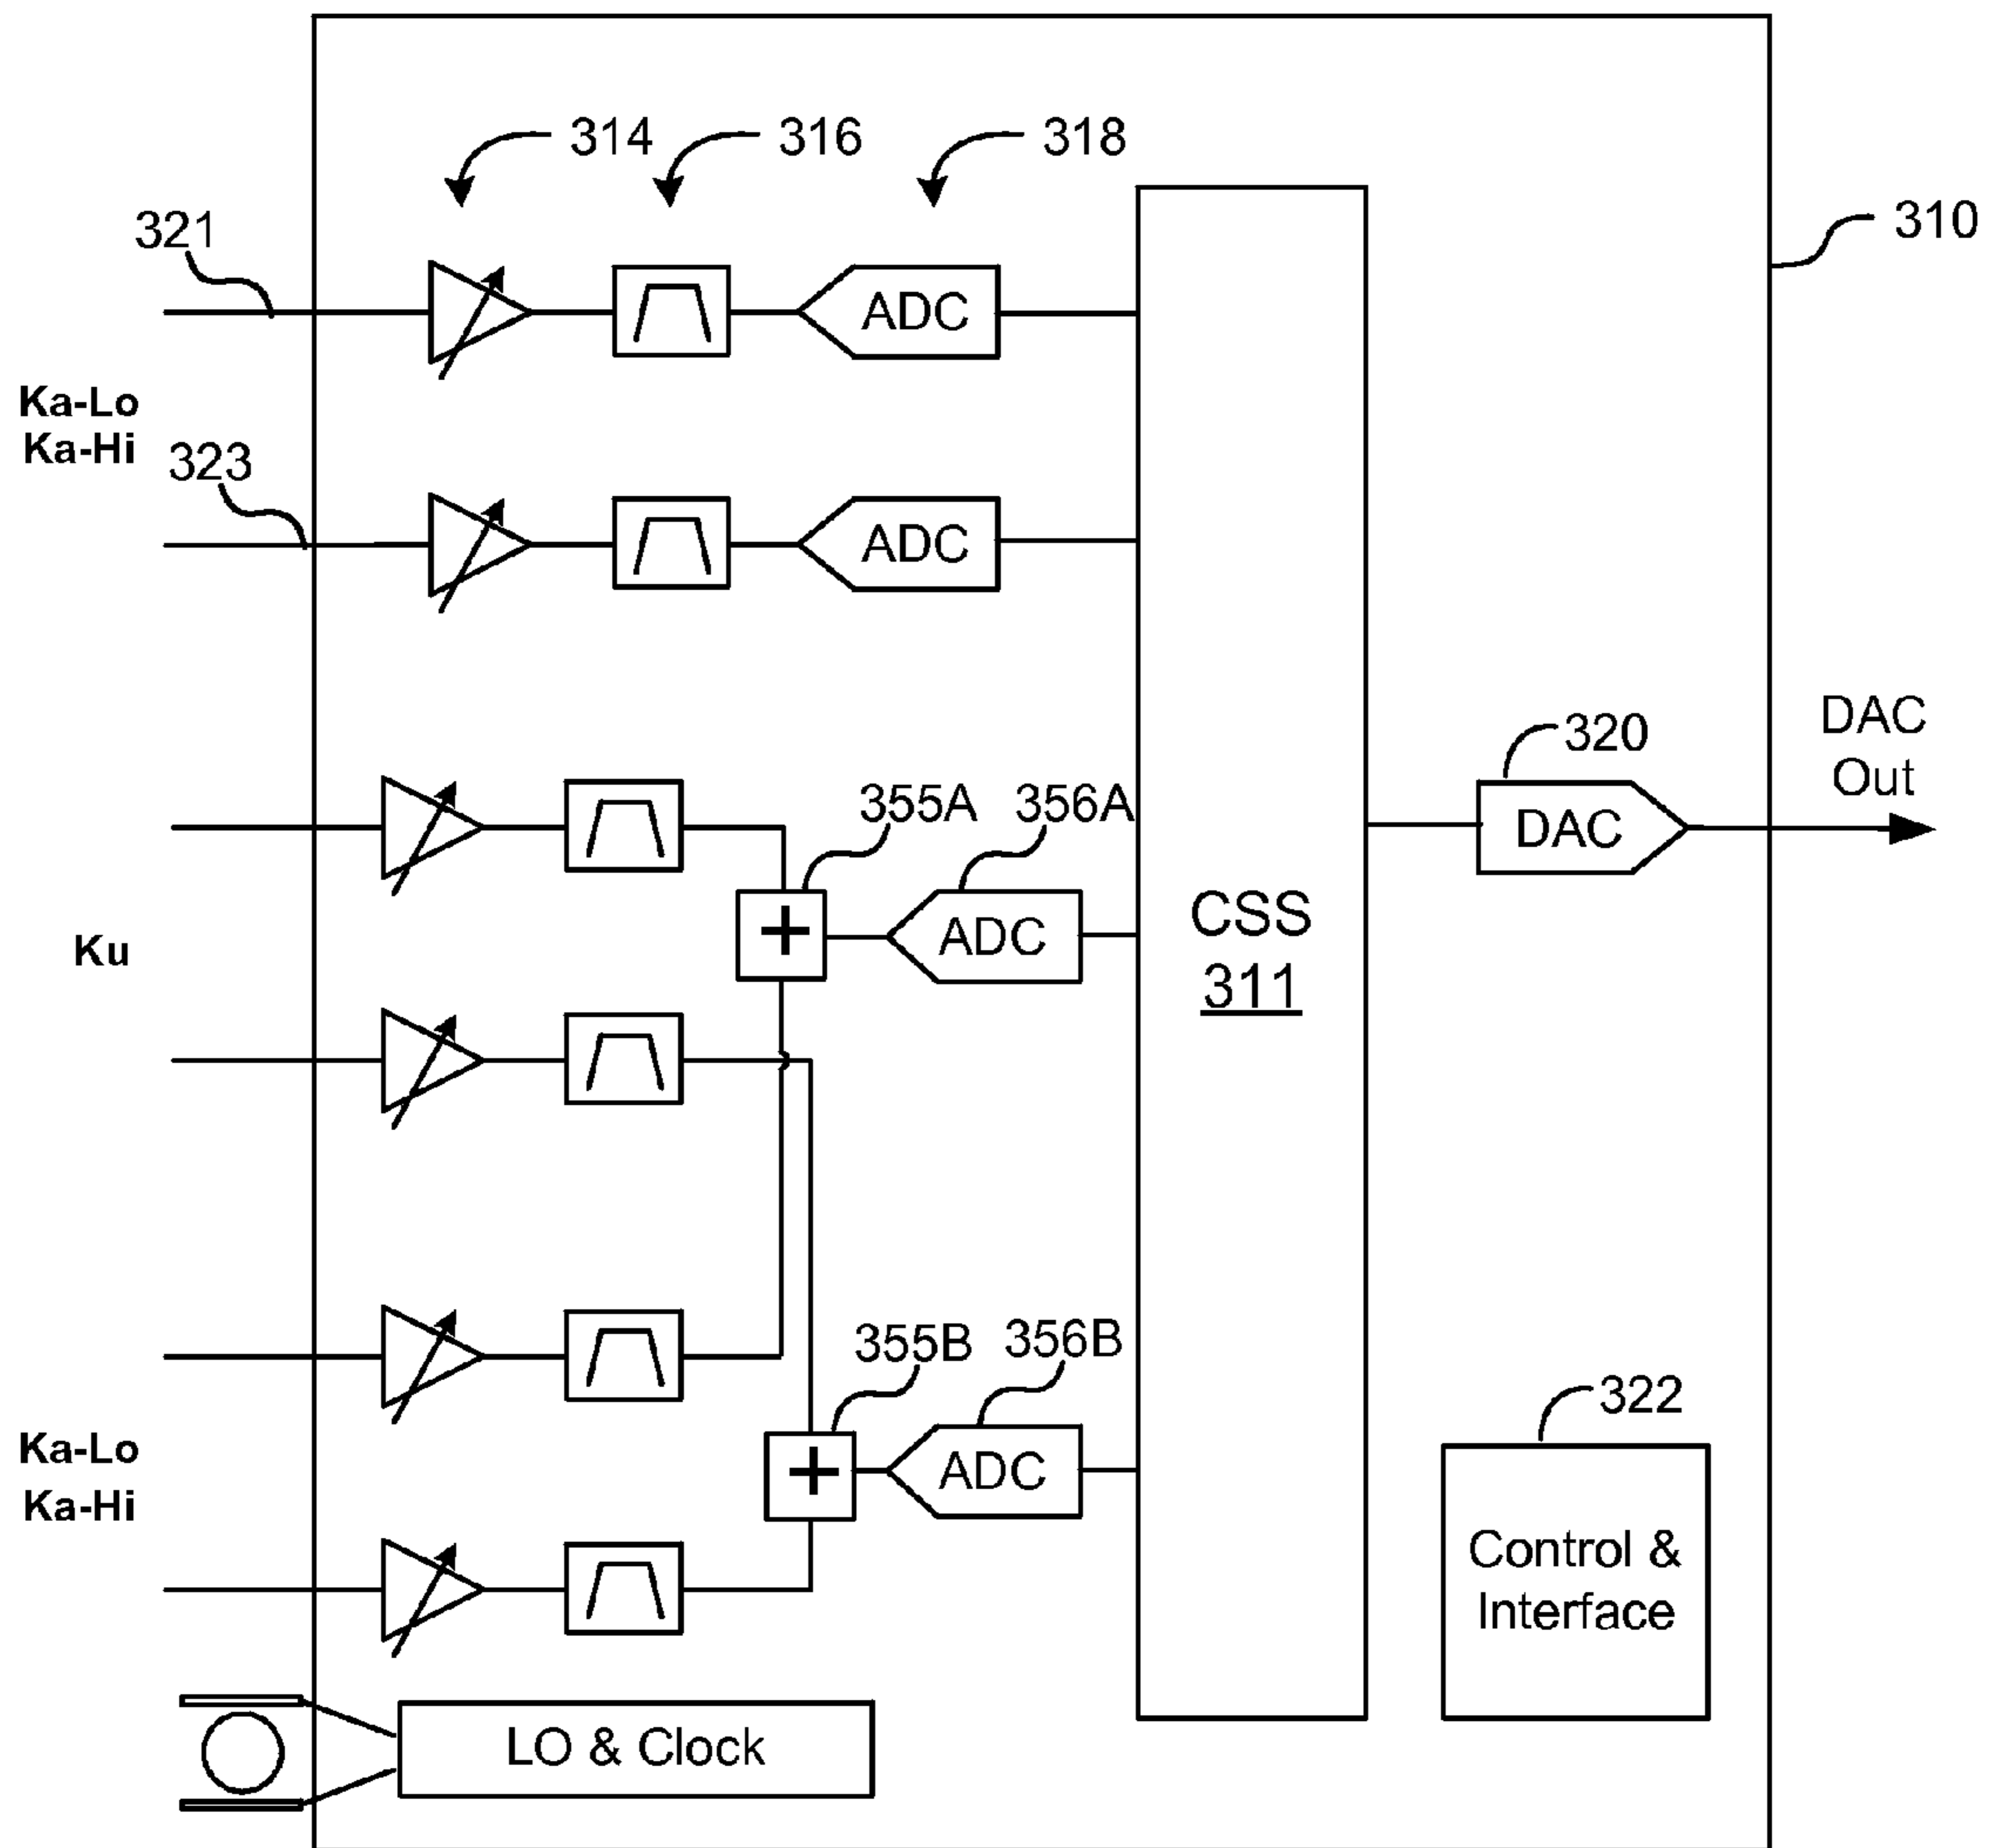 314
316
318
321
310
ADC
Ka-Lo
Ka-Hi
323
ADC
DAC
Out
320
DAC
355A
356A
ADC
CSS
311
Ku
355B
356B
ADC
322
Ka-Lo
Ka-Hi
Control &
Interface
LO & Clock